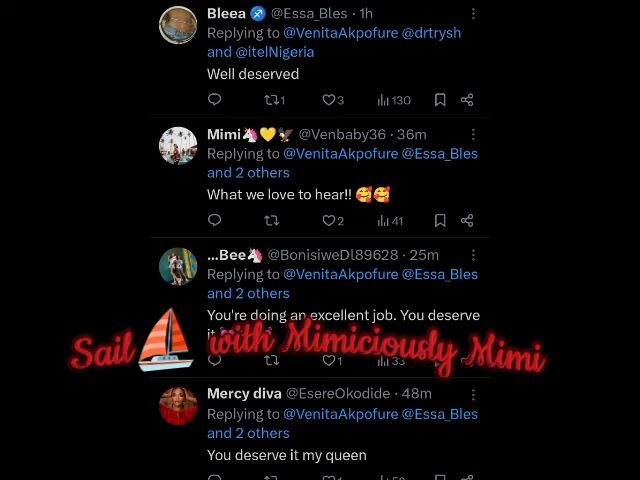 Bleea ♐ @Essa_Bles · 1h
Replying to @VenitaAkpofure @drtrysh
and @itelNigeria
Well deserved
1 3 130
Mimi🦄💛🦅 @Venbaby36 · 36m
Replying to @VenitaAkpofure @Essa_Bles
and 2 others
What we love to hear!! 🥰🥰
2 41
...Bee🦄 @BonisiweDl89628 · 25m
Replying to @VenitaAkpofure @Essa_Bles
and 2 others
You're doing an excellent job. You deserve
it
Sail ⛵ with Mimiciously Mimi
1 33
Mercy diva @EsereOkodide · 48m
Replying to @VenitaAkpofure @Essa_Bles
and 2 others
You deserve it my queen